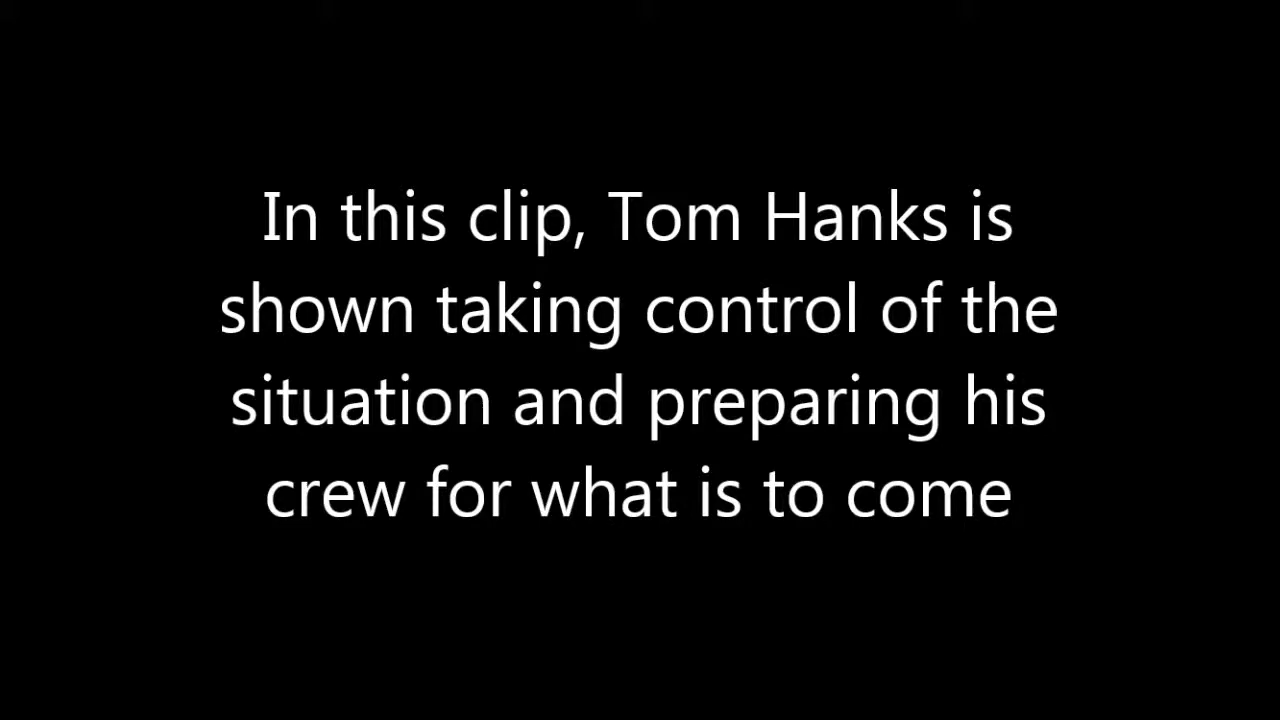 In this clip, Tom Hanks is
shown taking control of the
situation and preparing his
crew for what is to come